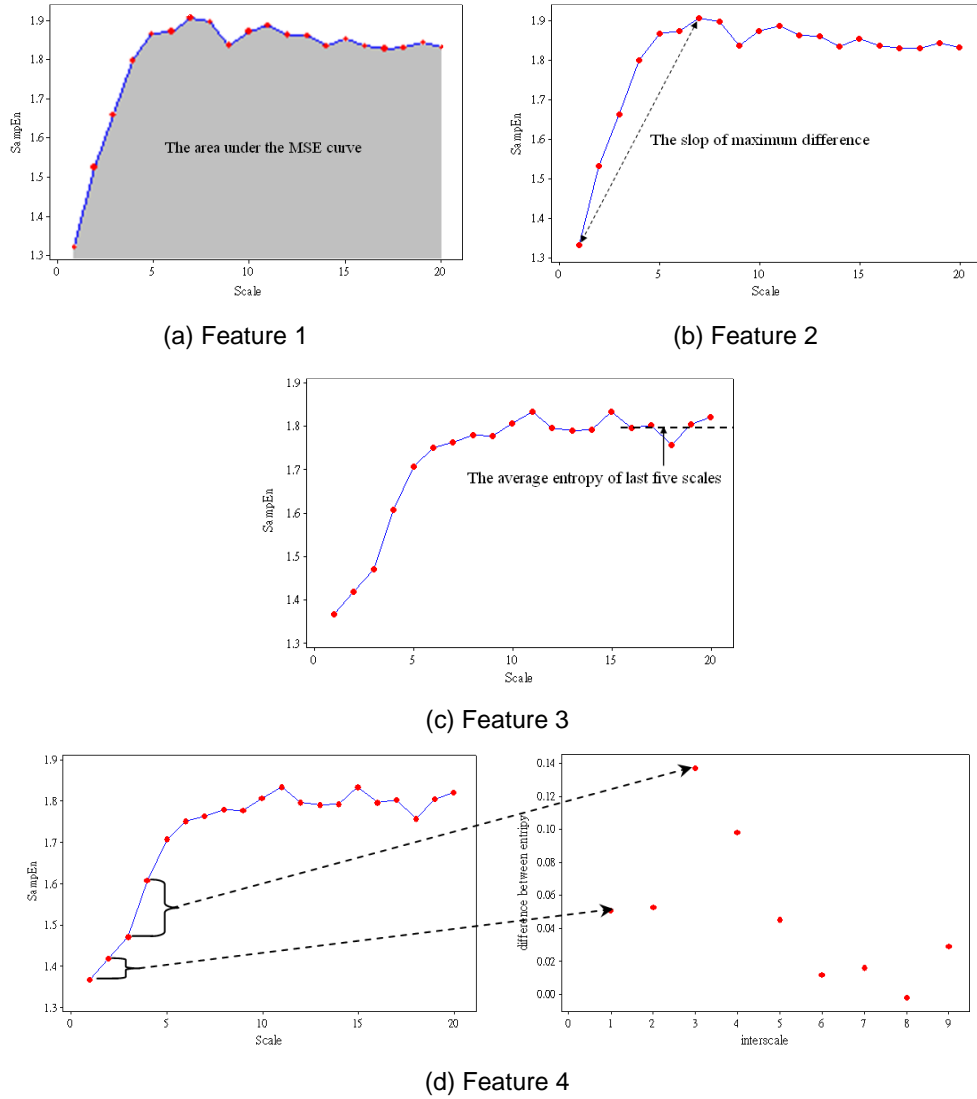 1.9
1.8
1.7
1.6
1.5
1.4
1.3
SampEn
The area under the MSE curve
0 5 10 15 20
Scale
(a) Feature 1
1.9
1.8
1.7
1.6
1.5
1.4
1.3
SampEn
The slop of maximum difference
0 5 10 15 20
Scale
(b) Feature 2
1.9
1.8
1.7
1.6
1.5
1.4
1.3
SampEn
The average entropy of last five scales
0 5 10 15 20
Scale
(c) Feature 3
1.9
1.8
1.7
1.6
1.5
1.4
1.3
SampEn
0 5 10 15 20
Scale
0.14
0.12
0.10
0.08
0.06
0.04
0.02
0.00
difference between entripy
0 1 2 3 4 5 6 7 8 9
interscale
(d) Feature 4